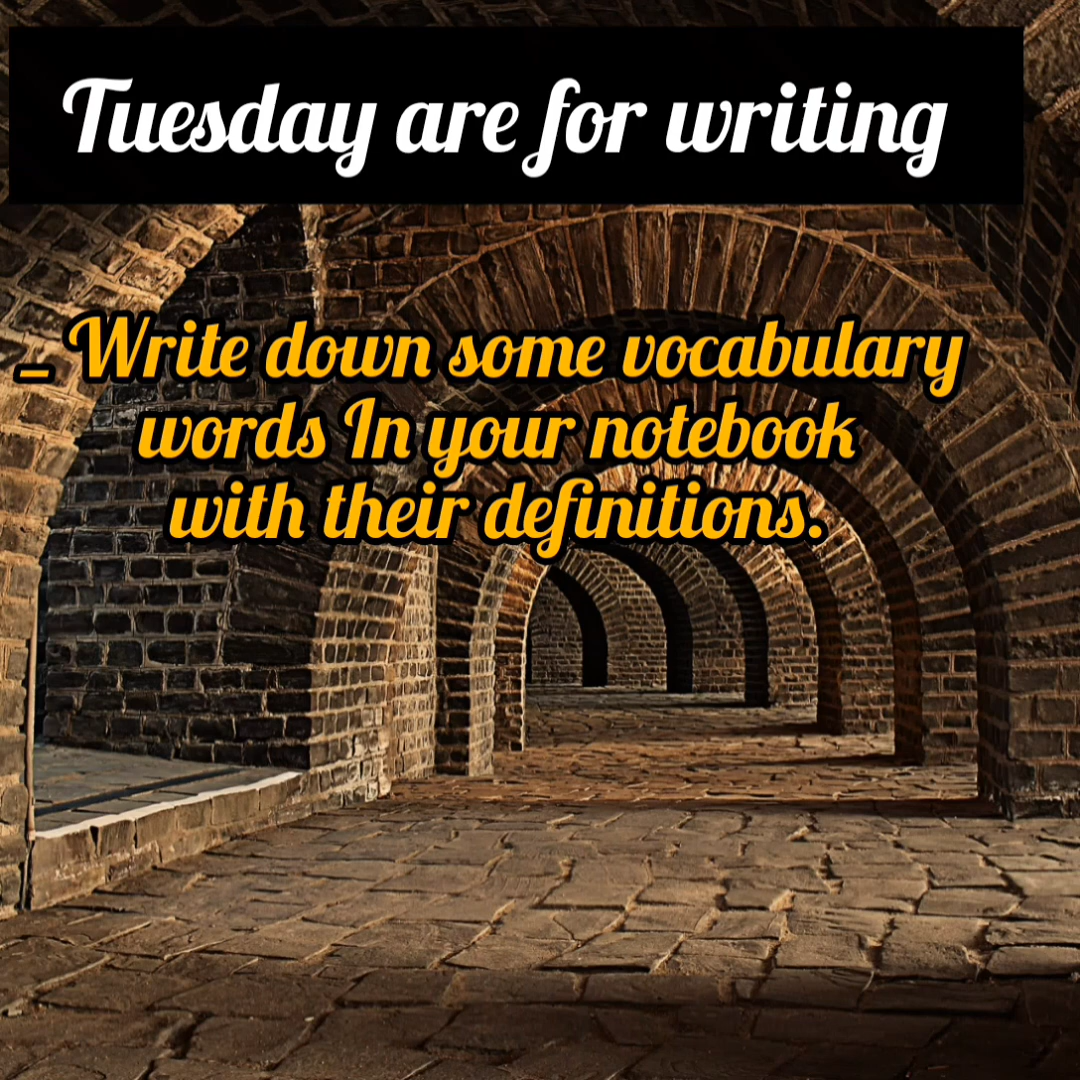 Tuesday are for writing
_ Write down some vocabulary
words In your notebook
with their definitions.